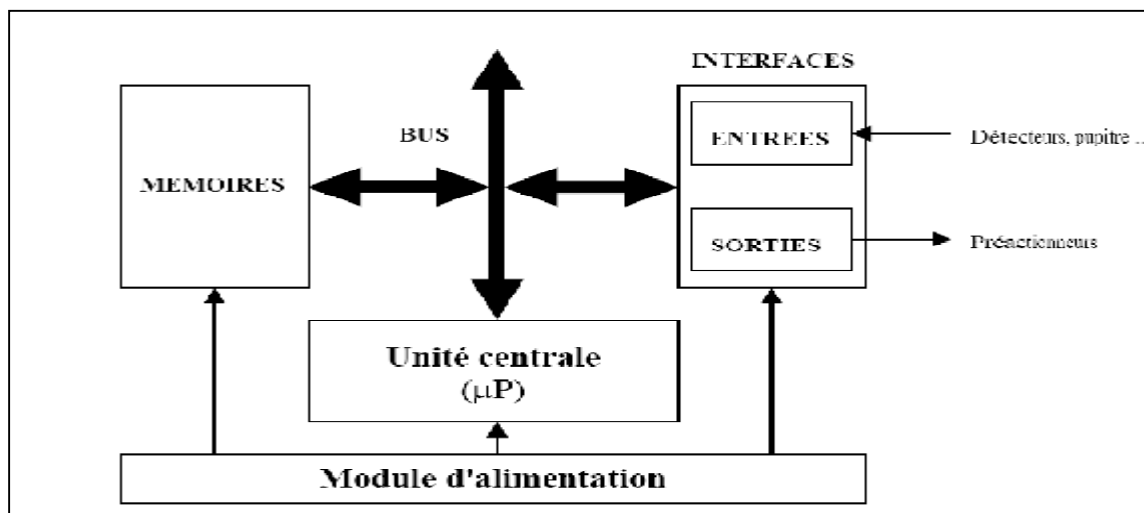 INTERFACES
BUS
ENTREES
Détecteurs, pupitre ...
MEMOIRES
SORTIES
Préactionneurs
Unité centrale
(µP)
Module d'alimentation